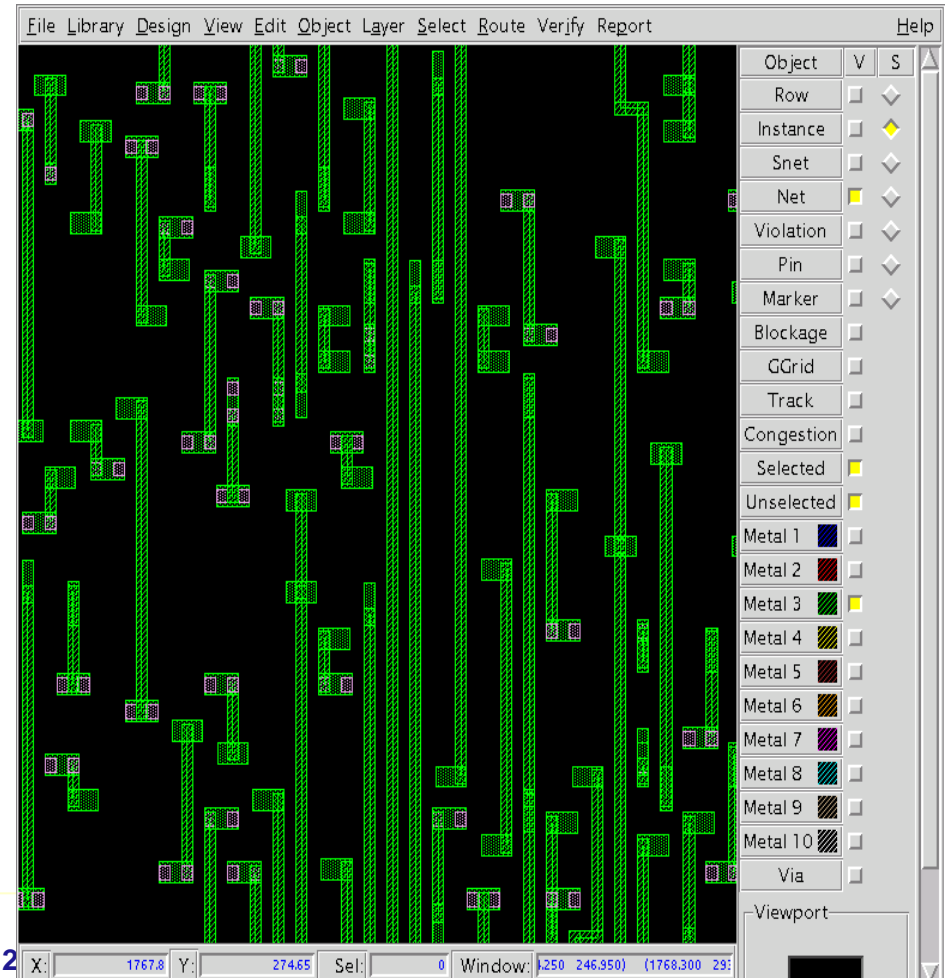 File Library Design View Edit Object Layer Select Route Verify Report Help
Object V S
Row
Instance
Snet
Net
Violation
Pin
Marker
Blockage
GGrid
Track
Congestion
Selected
Unselected
Metal 1
Metal 2
Metal 3
Metal 4
Metal 5
Metal 6
Metal 7
Metal 8
Metal 9
Metal 10
Via
Viewport
2 X: 1767.8 Y: 274.65 Sel: 0 Window: .250 246.950) (1768.300 293